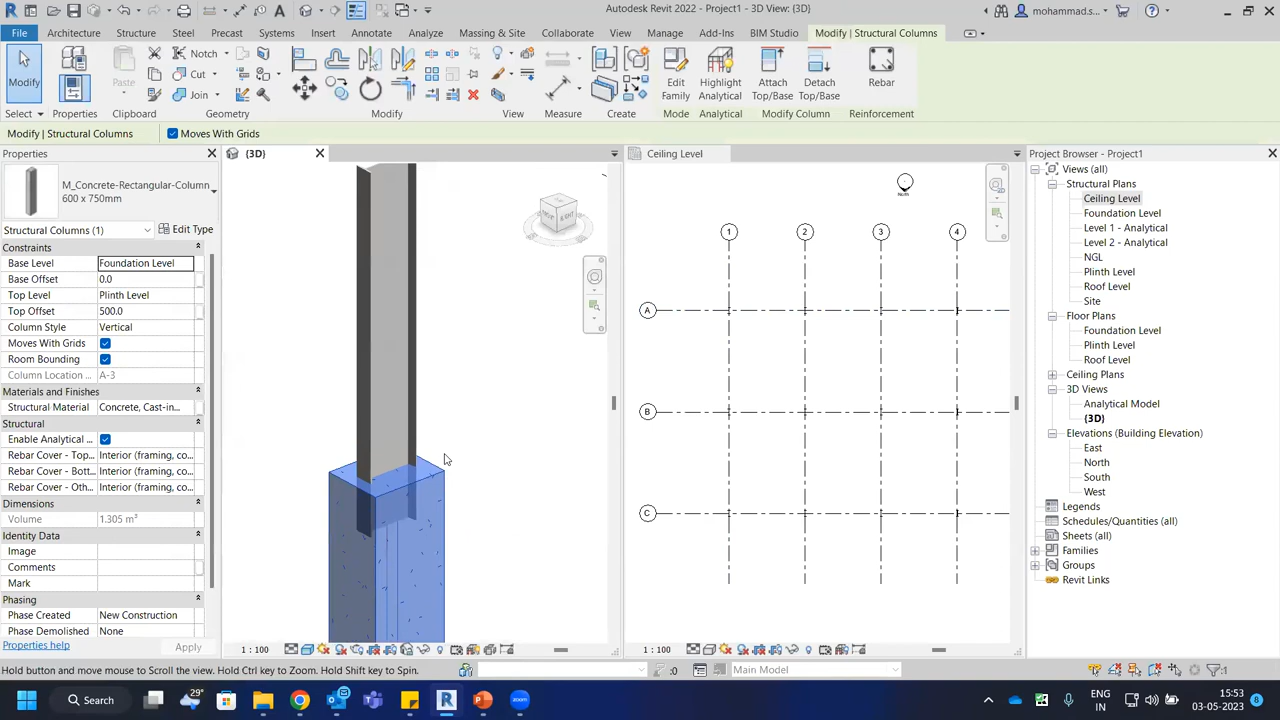 Autodesk Revit 2022 - Project1 - 3D View: {3D}
mohammad.s...
File Architecture Structure Steel Precast Systems Insert Annotate Analyze Massing & Site Collaborate View Manage Add-Ins BIM Studio Modify | Structural Columns
Modify
Properties
Paste
Notch
Cut
Join
Edit Family
Highlight Analytical
Attach Top/Base
Detach Top/Base
Rebar
Select Properties Clipboard Geometry Modify View Measure Create Mode Analytical Modify Column Reinforcement
Modify | Structural Columns Moves With Grids
Properties
M_Concrete-Rectangular-Column
600 x 750mm
Structural Columns (1) Edit Type
Constraints
Base Level Foundation Level
Base Offset 0.0
Top Level Plinth Level
Top Offset 500.0
Column Style Vertical
Moves With Grids
Room Bounding
Column Location ... A-3
Materials and Finishes
Structural Material Concrete, Cast-in...
Structural
Enable Analytical ...
Rebar Cover - Top... Interior (framing, co...
Rebar Cover - Bott... Interior (framing, co...
Rebar Cover - Oth... Interior (framing, co...
Dimensions
Volume 1.305 m³
Identity Data
Image
Comments
Mark
Phasing
Phase Created New Construction
Phase Demolished None
Properties help Apply
{3D}
FRONT RIGHT
1 : 100
Ceiling Level
North
1 2 3 4
A
B
C
1 : 100
Project Browser - Project1
Views (all)
Structural Plans
Ceiling Level
Foundation Level
Level 1 - Analytical
Level 2 - Analytical
NGL
Plinth Level
Roof Level
Site
Floor Plans
Foundation Level
Plinth Level
Roof Level
Ceiling Plans
3D Views
Analytical Model
{3D}
Elevations (Building Elevation)
East
North
South
West
Legends
Schedules/Quantities (all)
Sheets (all)
Families
Groups
Revit Links
Hold button and move mouse to Scroll the view. Hold Ctrl key to Zoom. Hold Shift key to Spin. :0 Main Model :1
Search 29° ENG IN 15:53 03-05-2023 8